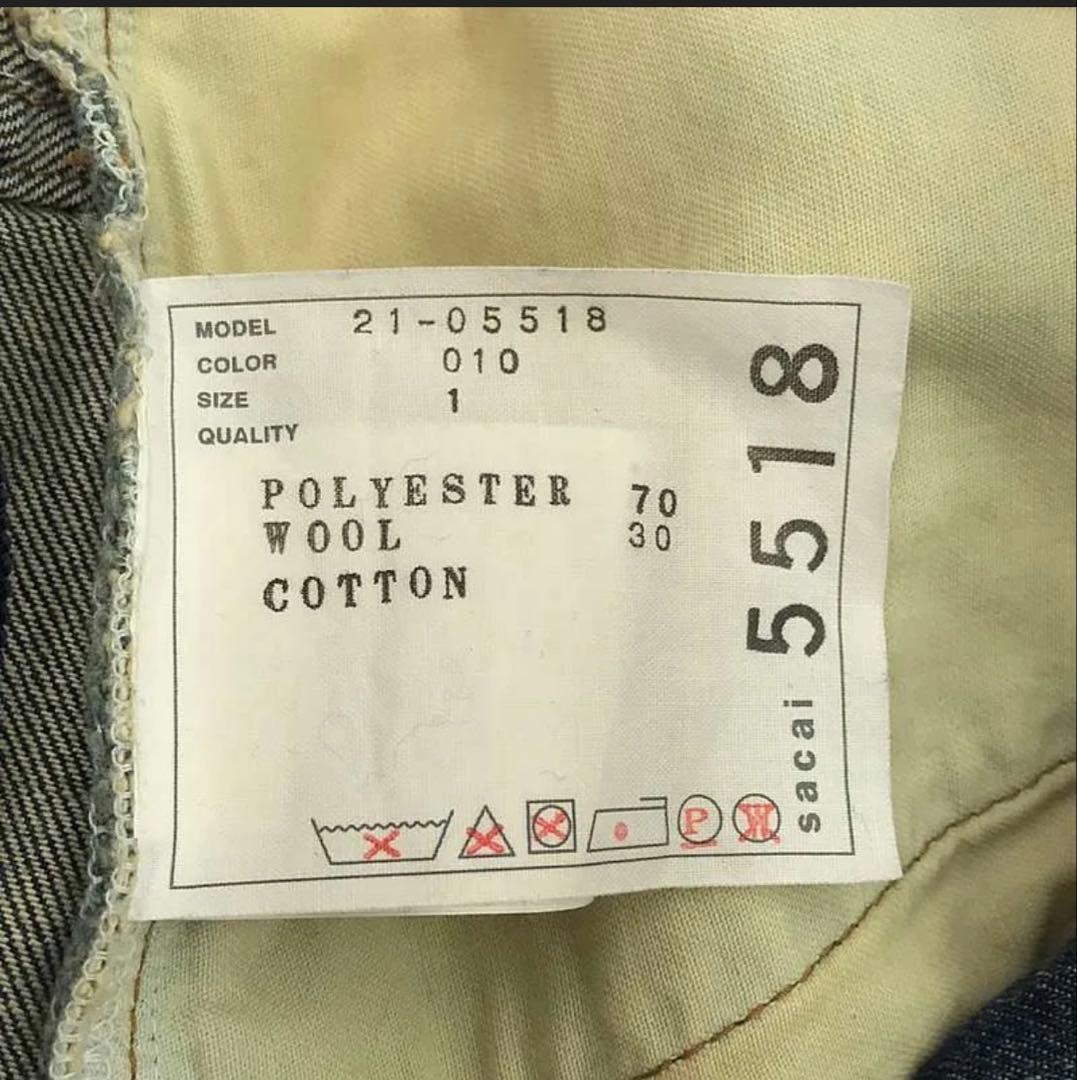 MODEL 21-05518
COLOR 010
SIZE 1
QUALITY
POLYESTER 70
WOOL 30
COTTON
P W
sacai 5518